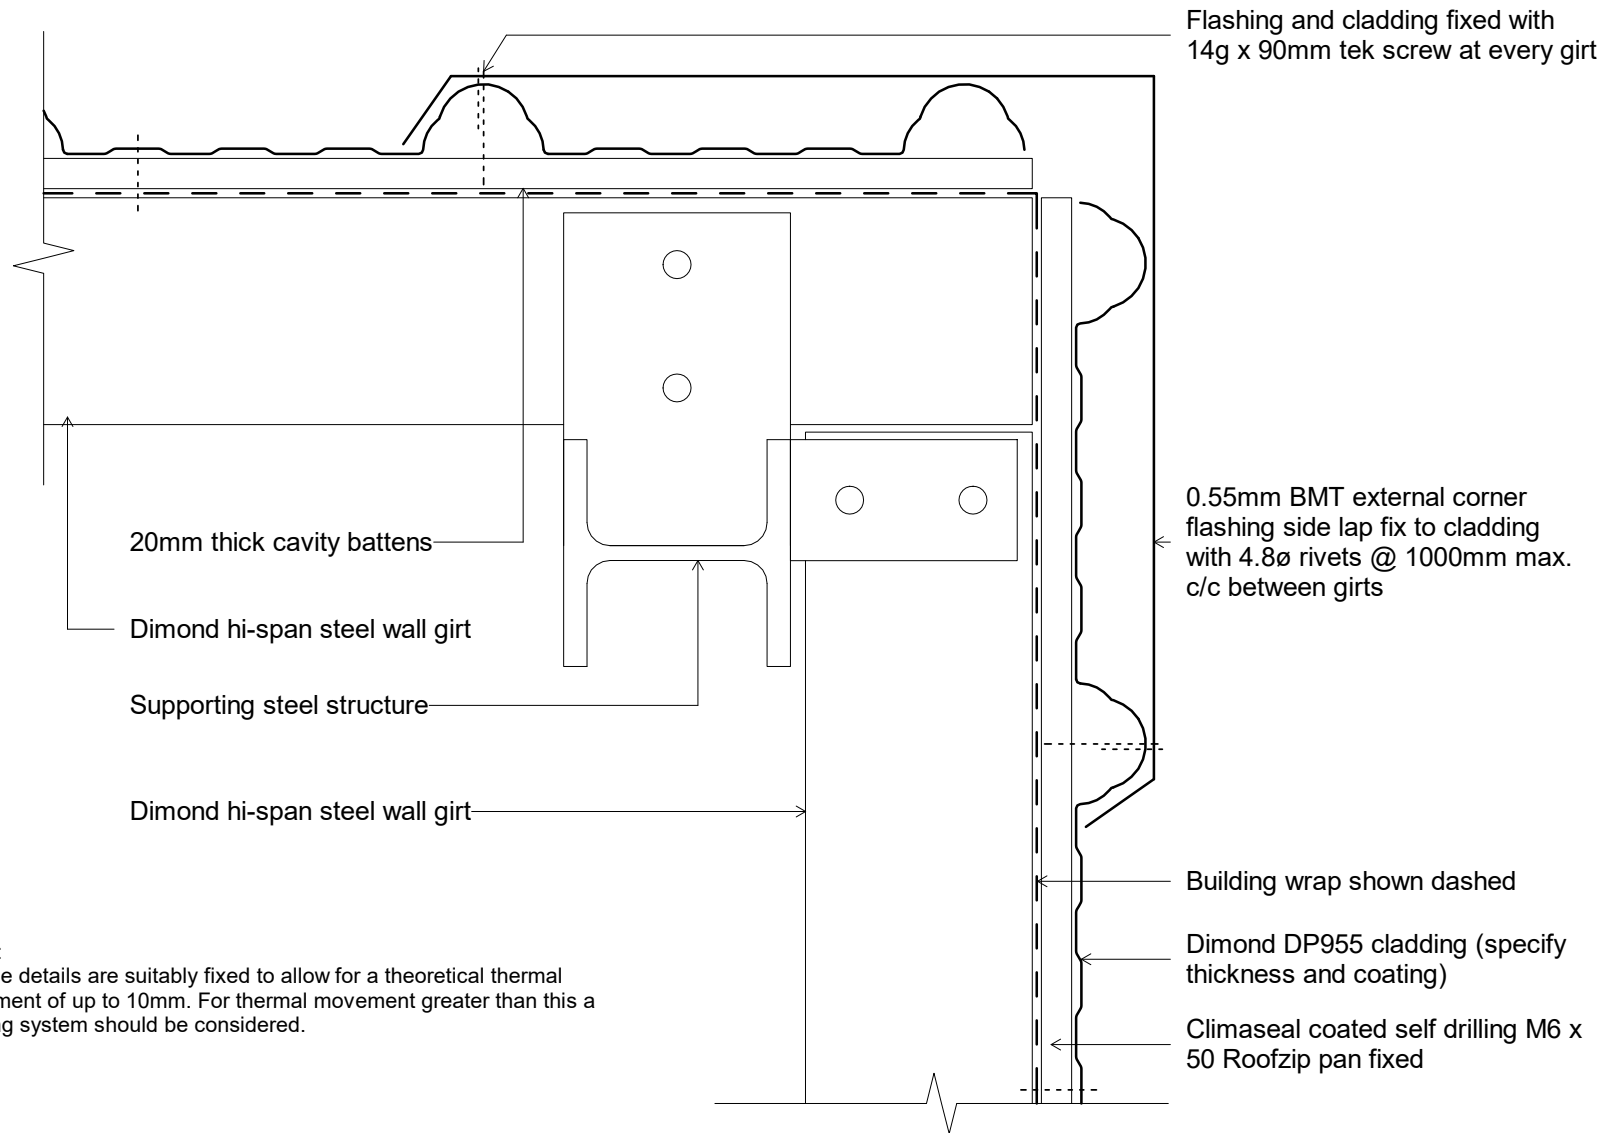 Flashing and cladding fixed with
14g x 90mm tek screw at every girt
0.55mm BMT external corner
flashing side lap fix to cladding
with 4.8ø rivets @ 1000mm max.
c/c between girts
20mm thick cavity battens
Dimond hi-span steel wall girt
Supporting steel structure
Dimond hi-span steel wall girt
Building wrap shown dashed
Dimond DP955 cladding (specify
thickness and coating)
Climaseal coated self drilling M6 x
50 Roofzip pan fixed
details are suitably fixed to allow for a theoretical thermal
of up to 10mm. For thermal movement greater than this a
system should be considered.